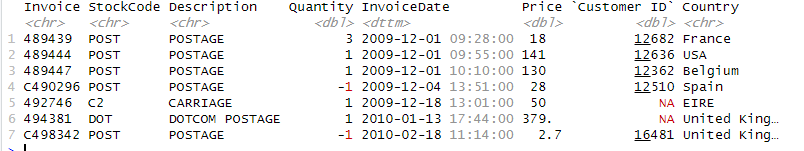 Invoice StockCode Description Quantity InvoiceDate Price `Customer ID` Country
<chr> <chr> <chr> <dbl> <dttm> <dbl> <dbl> <chr>
1 489439 POST POSTAGE 3 2009-12-01 09:28:00 18 12682 France
2 489444 POST POSTAGE 1 2009-12-01 09:55:00 141 12636 USA
3 489447 POST POSTAGE 1 2009-12-01 10:10:00 130 12362 Belgium
4 C490296 POST POSTAGE -1 2009-12-04 13:51:00 28 12510 Spain
5 492746 C2 CARRIAGE 1 2009-12-18 13:01:00 50 NA EIRE
6 494381 DOT DOTCOM POSTAGE 1 2010-01-13 17:44:00 379. NA United King…
7 C498342 POST POSTAGE -1 2010-02-18 11:14:00 2.7 16481 United King…
>